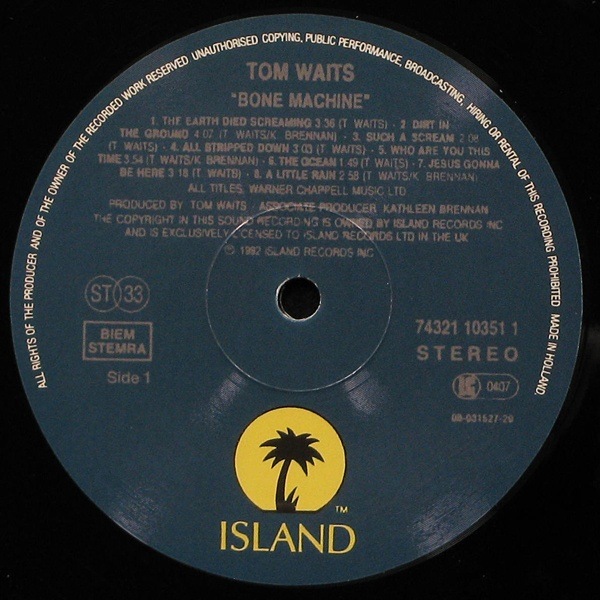 ALL RIGHTS OF THE PRODUCER AND OF THE OWNER OF THE RECORDED WORK RESERVED UNAUTHORISED COPYING, PUBLIC PERFORMANCE, BROADCASTING, HIRING OR RENTAL OF THIS RECORDING PROHIBITED MADE IN HOLLAND.
TOM WAITS
"BONE MACHINE"
1. THE EARTH DIED SCREAMING 3 36 (T WAITS) · 2 DIRT IN
THE GROUND 4 07 (T WAITS/K BRENNAN) · 3. SUCH A SCREAM 2 08
(T WAITS) · 4. ALL STRIPPED DOWN 3 03 (T WAITS) · 5. WHO ARE YOU THIS
TIME 3.54 (T WAITS/K BRENNAN) · 6. THE OCEAN 1 49 (T WAITS) · 7. JESUS GONNA
BE HERE 3 18 (T WAITS) · 8. A LITTLE RAIN 2 58 (T WAITS/K BRENNAN)
ALL TITLES, WARNER CHAPPELL MUSIC LTD
PRODUCED BY TOM WAITS · ASSOCIATE PRODUCER KATHLEEN BRENNAN
THE COPYRIGHT IN THIS SOUND RECORDING IS OWNED BY ISLAND RECORDS INC
AND IS EXCLUSIVELY LICENSED TO ISLAND RECORDS LTD IN THE UK
℗ 1992 ISLAND RECORDS INC
ST 33
BIEM
STEMRA
Side 1
74321 10351 1
STEREO
LC 0407
TM
ISLAND